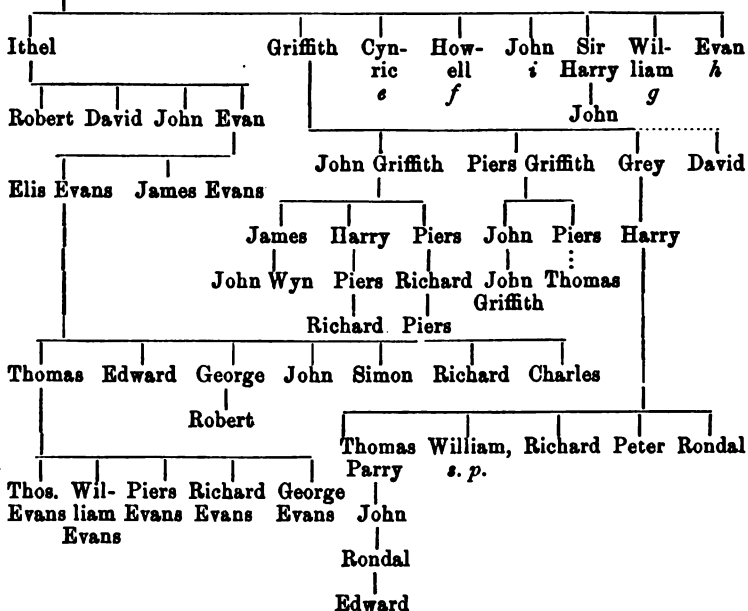 Ithel Griffith Cyn- How- John Sir Wil- Evan
ric ell i Harry liam h
e f g
John
Robert David John Evan
John Griffith Piers Griffith Grey David
Elis Evans James Evans
James Harry Piers John Piers Harry
John Wyn Piers Richard John Thomas
Griffith
Richard Piers
Thomas Edward George John Simon Richard Charles
Robert
Thomas William, Richard Peter Rondal
Parry s. p.
Thos. Wil- Piers Richard George
Evans liam Evans Evans Evans John
Evans
Rondal
Edward